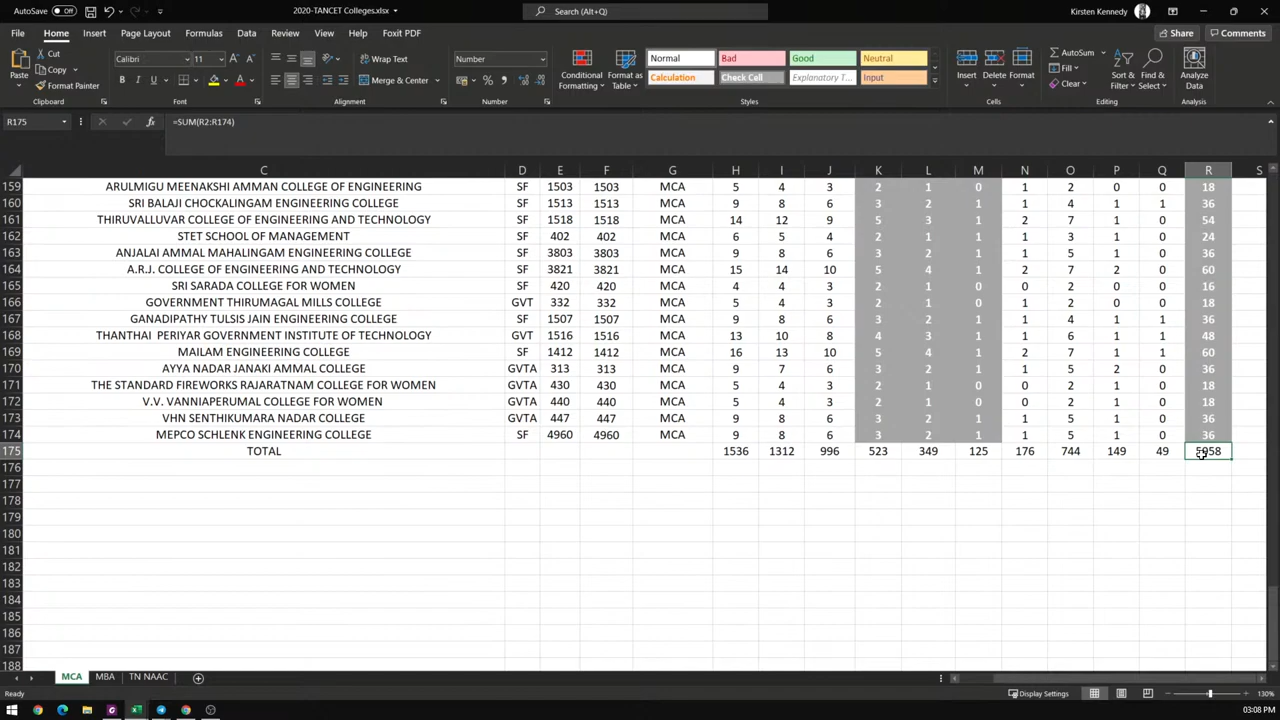 AutoSave Off 2020-TANCET Colleges.xlsx Search (Alt+Q) Kirsten Kennedy
File Home Insert Page Layout Formulas Data Review View Help Foxit PDF Share Comments
Paste Cut Copy Format Painter Clipboard
Calibri 11 B I U A A Font
Wrap Text Merge & Center Alignment
Number % Number
Conditional Formatting Format as Table
Normal Bad Good Neutral
Calculation Check Cell Explanatory T... Input
Styles
Insert Delete Format Cells
AutoSum Clear Sort & Filter Find & Select Editing
Analyze Data Analysis
R175 fx =SUM(R2:R174)
C D E F G H I J K L M N O P Q R S
159 ARULMIGU MEENAKSHI AMMAN COLLEGE OF ENGINEERING SF 1503 1503 MCA 5 4 3 2 1 0 1 2 0 0 18
160 SRI BALAJI CHOCKALINGAM ENGINEERING COLLEGE SF 1513 1513 MCA 9 8 6 3 2 1 1 4 1 1 36
161 THIRUVALLUVAR COLLEGE OF ENGINEERING AND TECHNOLOGY SF 1518 1518 MCA 14 12 9 5 3 1 2 7 1 0 54
162 STET SCHOOL OF MANAGEMENT SF 402 402 MCA 6 5 4 2 1 1 1 3 1 0 24
163 ANJALAI AMMAL MAHALINGAM ENGINEERING COLLEGE SF 3803 3803 MCA 9 8 6 3 2 1 1 5 1 0 36
164 A.R.J. COLLEGE OF ENGINEERING AND TECHNOLOGY SF 3821 3821 MCA 15 14 10 5 4 1 2 7 2 0 60
165 SRI SARADA COLLEGE FOR WOMEN SF 420 420 MCA 4 4 3 2 1 0 0 2 0 0 16
166 GOVERNMENT THIRUMAGAL MILLS COLLEGE GVT 332 332 MCA 5 4 3 2 1 0 1 2 0 0 18
167 GANADIPATHY TULSIS JAIN ENGINEERING COLLEGE SF 1507 1507 MCA 9 8 6 3 2 1 1 4 1 1 36
168 THANTHAI PERIYAR GOVERNMENT INSTITUTE OF TECHNOLOGY GVT 1516 1516 MCA 13 10 8 4 3 1 1 6 1 1 48
169 MAILAM ENGINEERING COLLEGE SF 1412 1412 MCA 16 13 10 5 4 1 2 7 1 1 60
170 AYYA NADAR JANAKI AMMAL COLLEGE GVTA 313 313 MCA 9 7 6 3 2 1 1 5 2 0 36
171 THE STANDARD FIREWORKS RAJARATNAM COLLEGE FOR WOMEN GVTA 430 430 MCA 5 4 3 2 1 0 0 2 1 0 18
172 V.V. VANNIAPERUMAL COLLEGE FOR WOMEN GVTA 440 440 MCA 5 4 3 2 1 0 0 2 1 0 18
173 VHN SENTHIKUMARA NADAR COLLEGE GVTA 447 447 MCA 9 8 6 3 2 1 1 5 1 0 36
174 MEPCO SCHLENK ENGINEERING COLLEGE SF 4960 4960 MCA 9 8 6 3 2 1 1 5 1 0 36
175 TOTAL 1536 1312 996 523 349 125 176 744 149 49
176
177
178
179
180
181
182
183
184
185
186
187
188
MCA MBA TN NAAC
Ready Display Settings 130%
03:08 PM